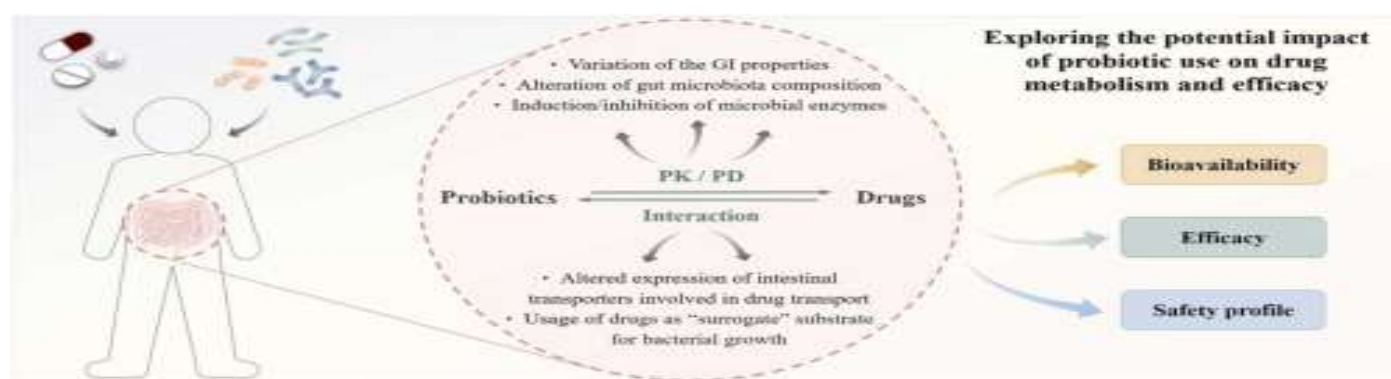 Exploring the potential impact
of probiotic use on drug
metabolism and efficacy
• Variation of the GI properties
• Alteration of gut microbiota composition
• Induction/inhibition of microbial enzymes
PK / PD
Probiotics
Drugs
Interaction
• Altered expression of intestinal
transporters involved in drug transport
• Usage of drugs as “surrogate” substrate
for bacterial growth
Bioavailability
Efficacy
Safety profile